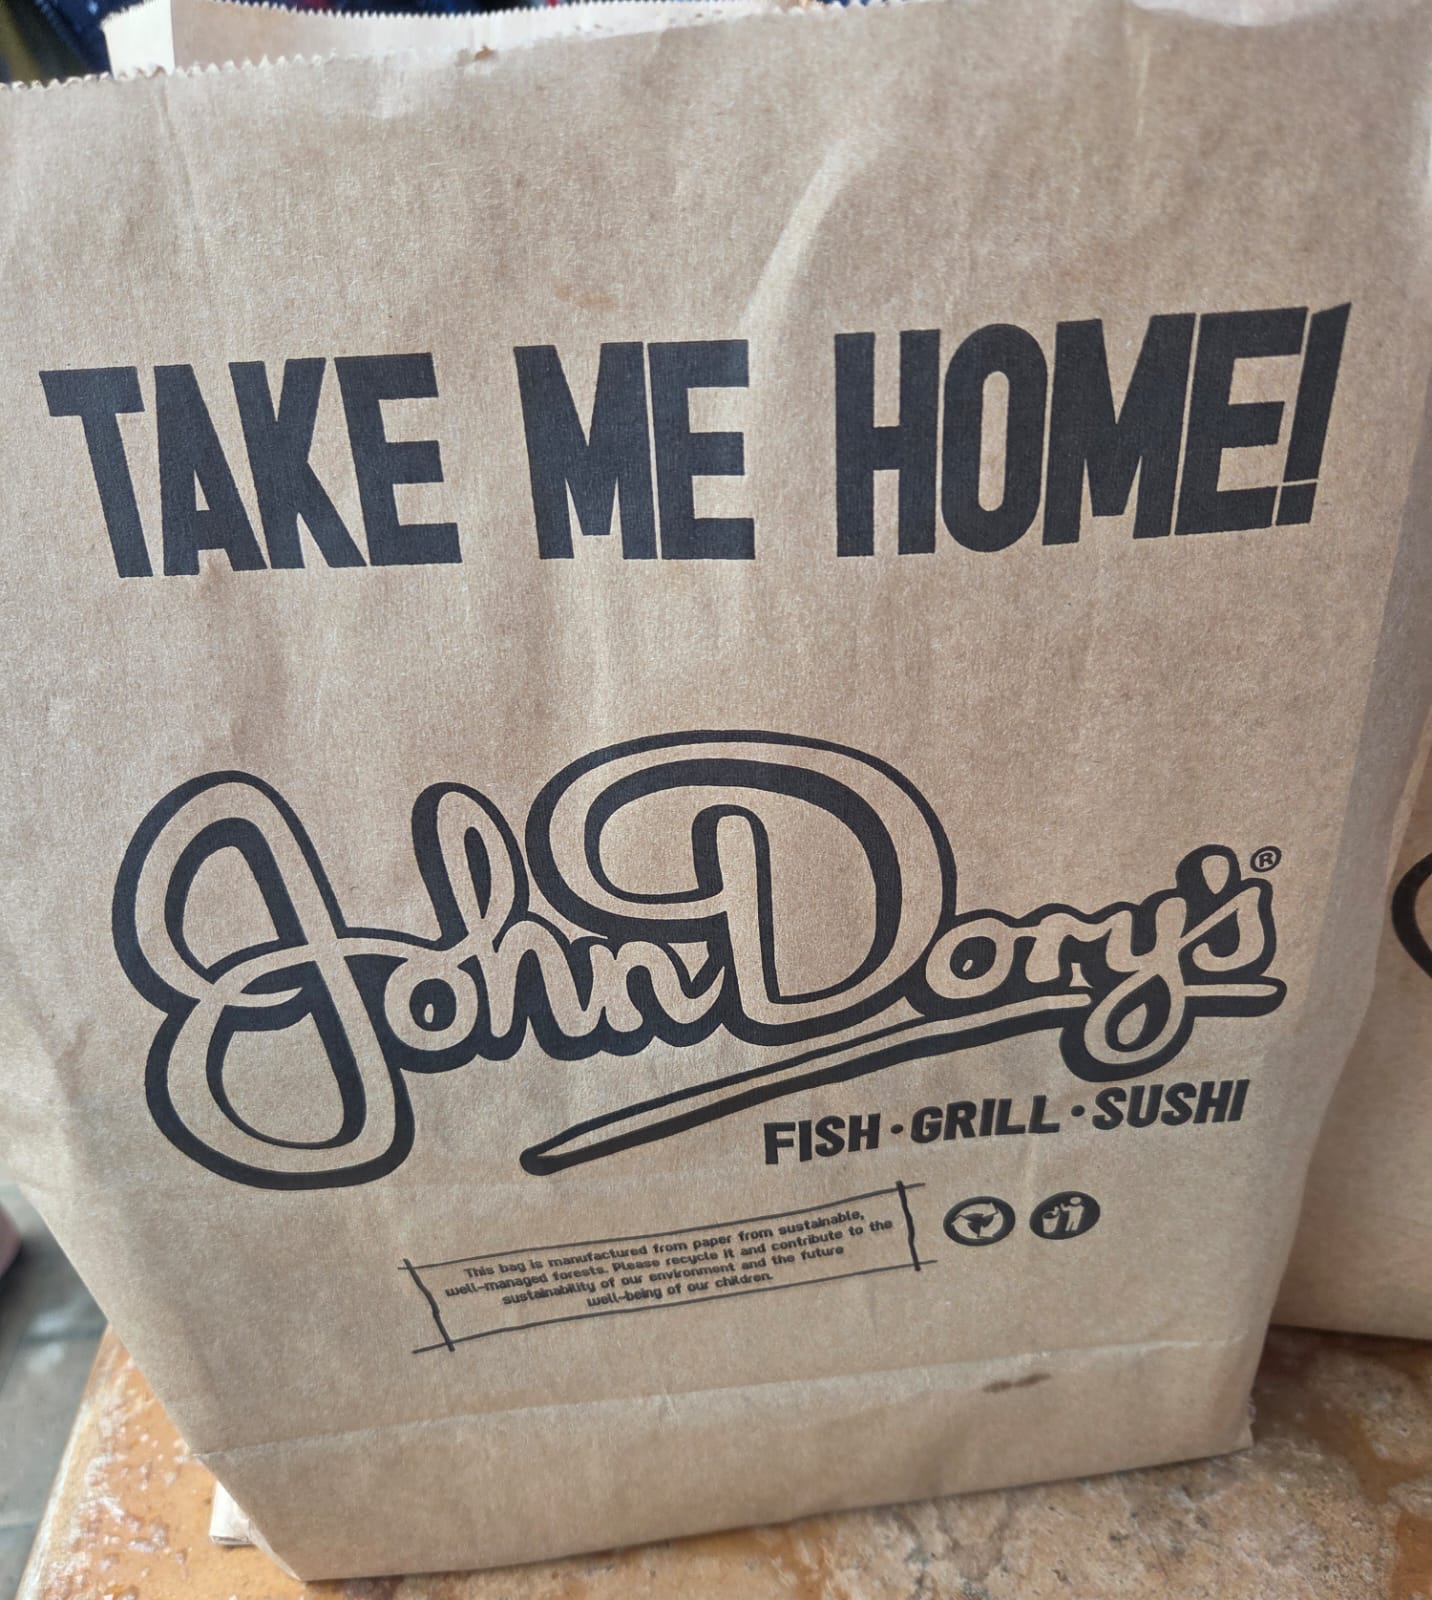 TAKE ME HOME!
John Dory's®
FISH · GRILL · SUSHI
This bag is manufactured from paper from sustainable,
well-managed forests. Please recycle it and contribute to the
sustainability of our environment and the future
well-being of our children.